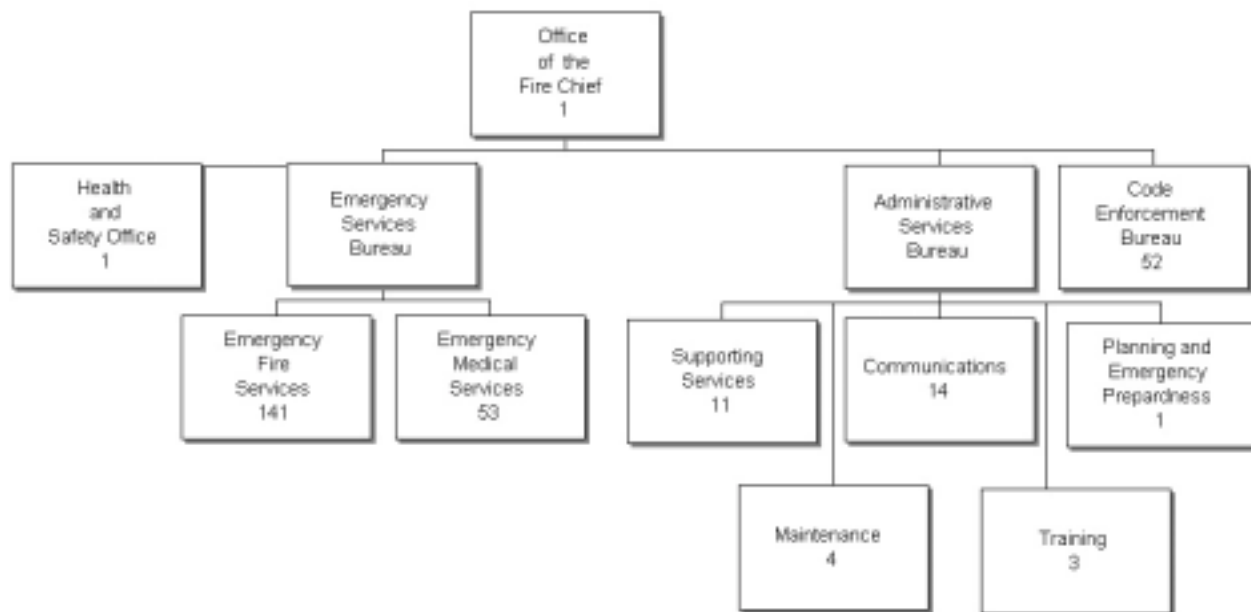 Office
of the
Fire Chief
1
Health
and
Safety Office
1
Emergency
Services
Bureau
Administrative
Services
Bureau
Code
Enforcement
Bureau
52
Emergency
Fire
Services
141
Emergency
Medical
Services
53
Supporting
Services
11
Communications
14
Planning and
Emergency
Prepardness
1
Maintenance
4
Training
3